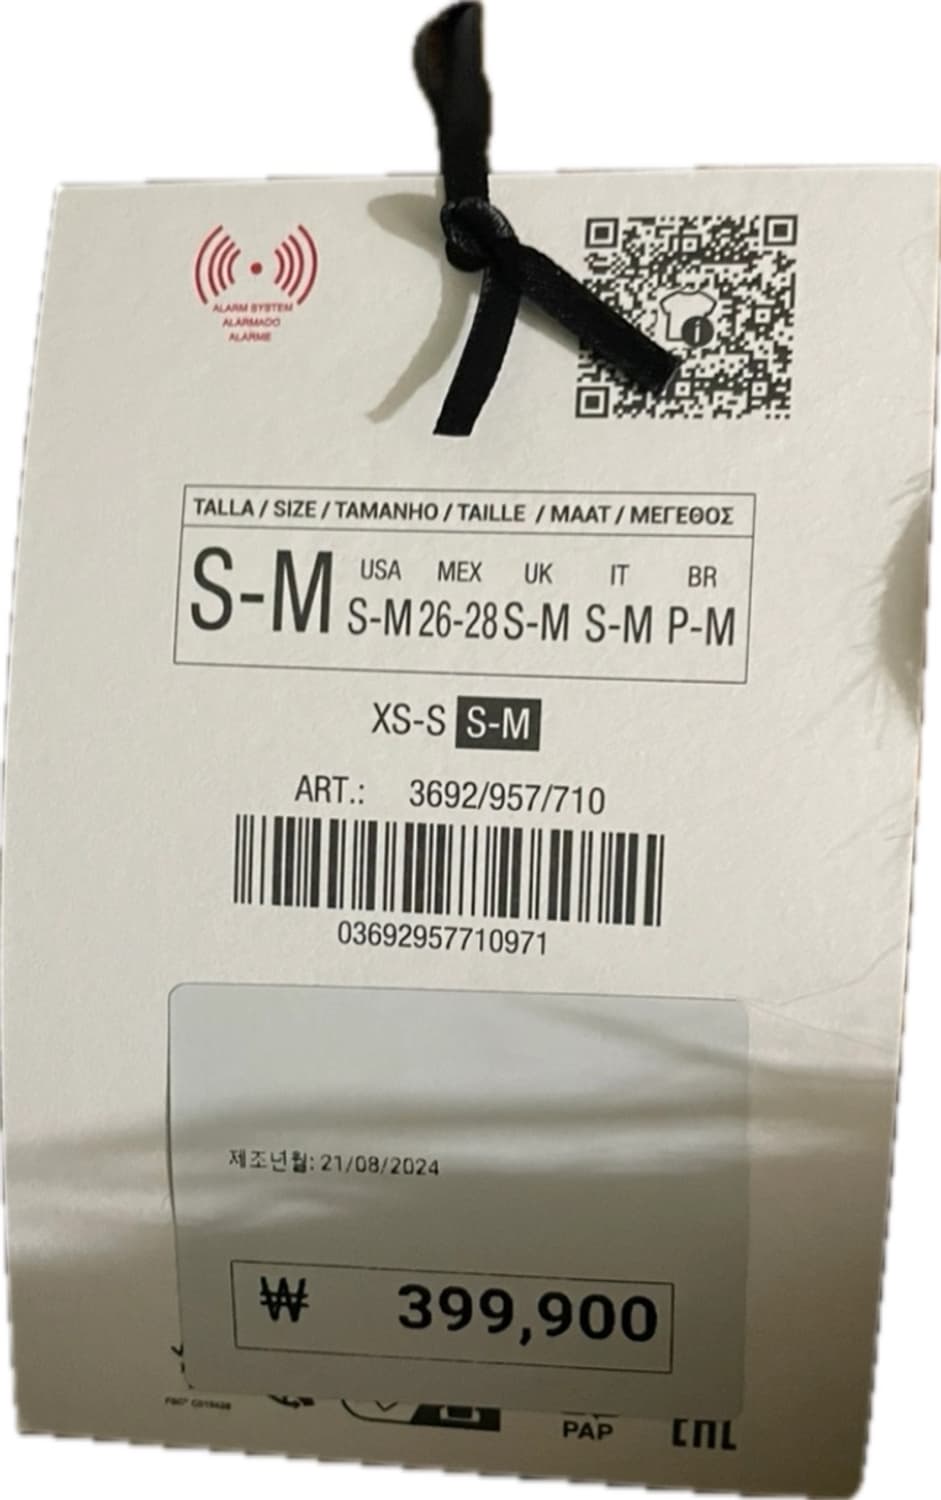 ALARM SYSTEM
ALARMADO
ALARME
TALLA / SIZE / TAMANHO / TAILLE / MAAT / ΜΕΓΕΘΟΣ
S-M
USA MEX UK IT BR
S-M 26-28 S-M S-M P-M
XS-S S-M
ART.: 3692/957/710
03692957710971
제조년월: 21/08/2024
₩ 399,900
PAP